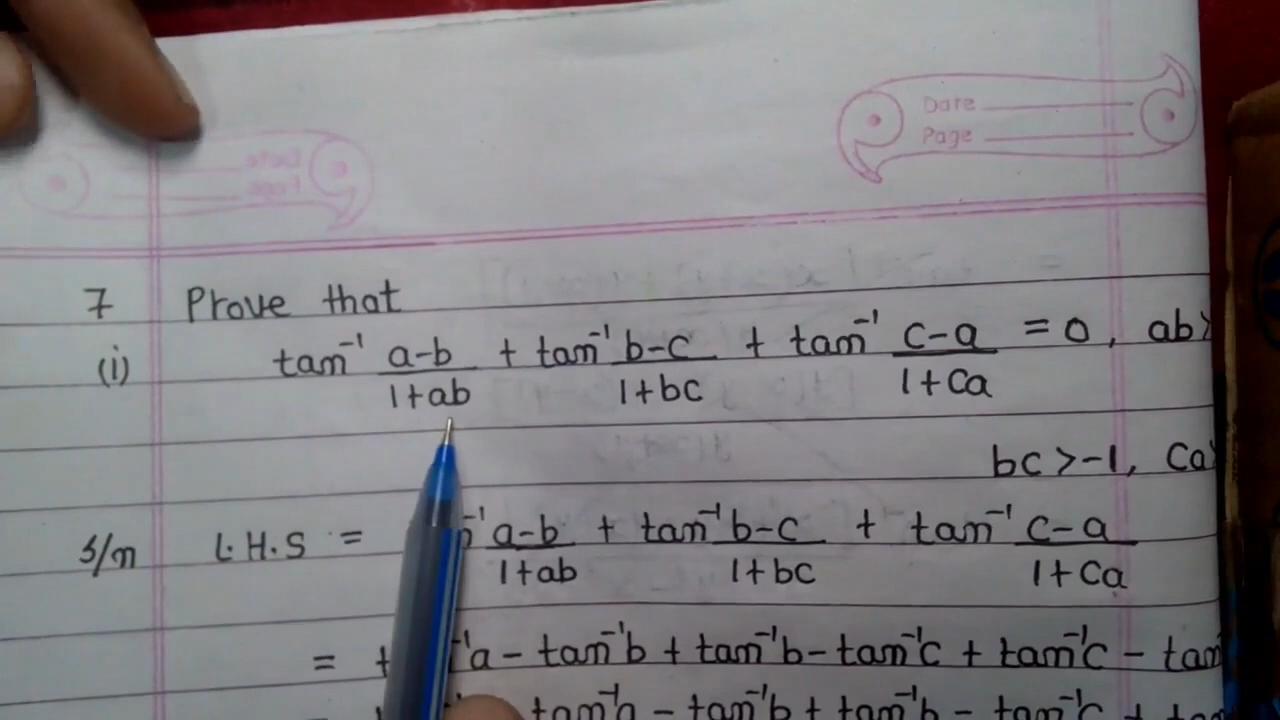 Date
Page
7 Prove that
(i) tan⁻¹ a-b/1+ab + tan⁻¹ b-c/1+bc + tan⁻¹ c-a/1+ca = 0, ab>
bc >-1, ca>
s/n L.H.S = ⁻¹ a-b/1+ab + tan⁻¹ b-c/1+bc + tan⁻¹ c-a/1+ca
= t ⁻¹a - tan⁻¹b + tan⁻¹b - tan⁻¹c + tan⁻¹c - tan
tan⁻¹a - tan⁻¹b + tan⁻¹b - tan⁻¹c +